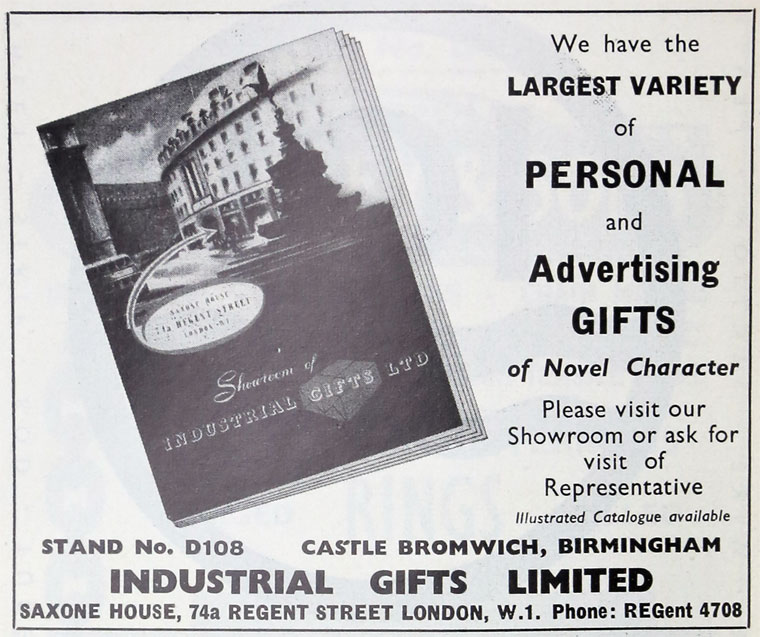 We have the
LARGEST VARIETY
of
PERSONAL
and
Advertising
GIFTS
of Novel Character
Please visit our
Showroom or ask for
visit of
Representative
Illustrated Catalogue available
SAXONE HOUSE
74a REGENT STREET
LONDON·W·1
Showroom of
INDUSTRIAL GIFTS LTD
STAND No. D108 CASTLE BROMWICH, BIRMINGHAM
INDUSTRIAL GIFTS LIMITED
SAXONE HOUSE, 74a REGENT STREET LONDON, W.1. Phone: REGent 4708